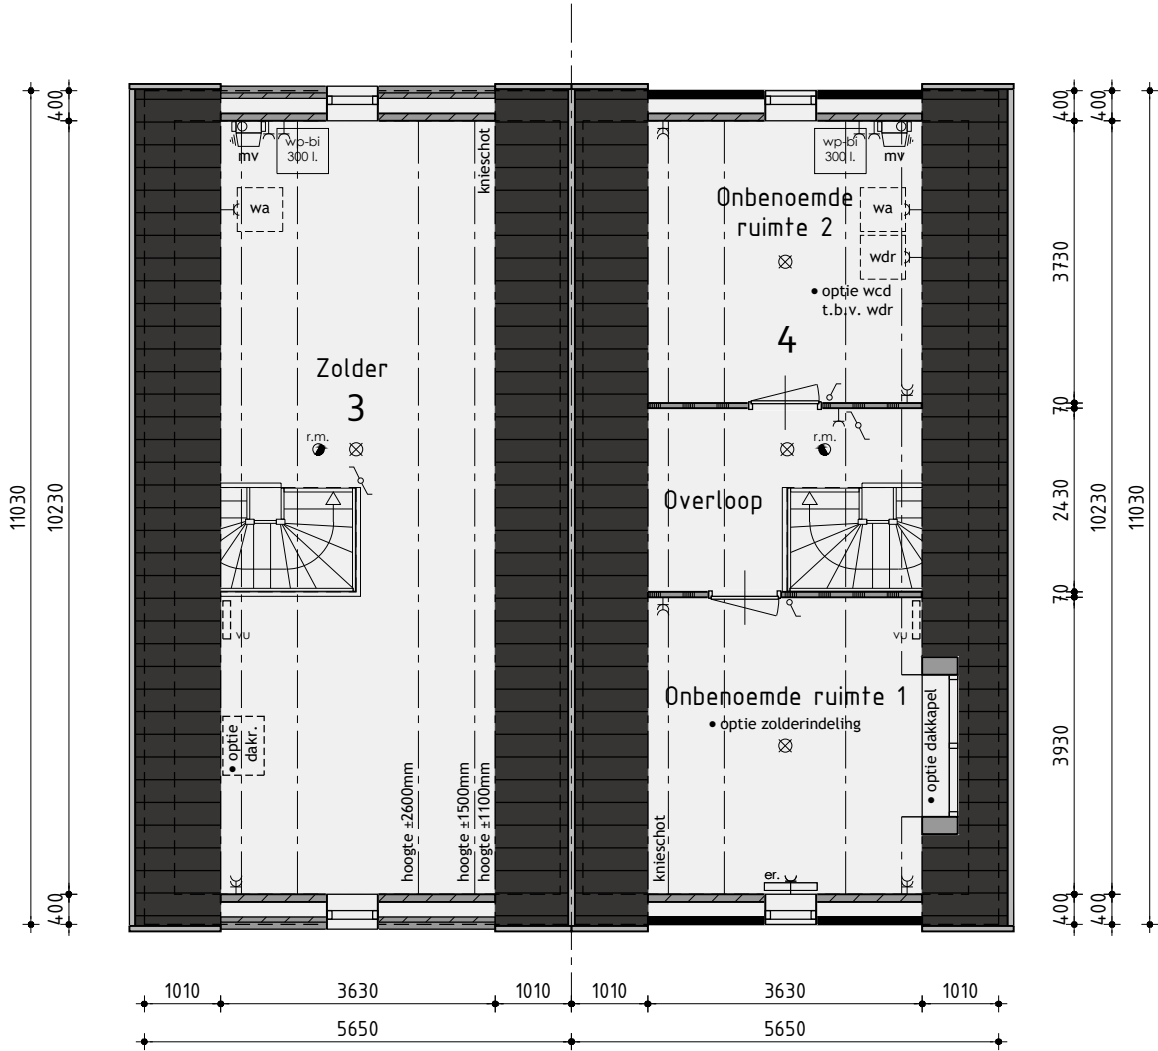 400
11030
10230
400
mv
wp-bi
300 l.
wa
knieschot
Zolder
3
r.m.
vu
• optie
dakr.
hoogte ±2600mm
hoogte ±1500mm
hoogte ±1100mm
wp-bi
300 l.
mv
Onbenoemde
ruimte 2
wa
wdr
• optie wcd
t.b.v. wdr
4
r.m.
Overloop
vu
Onbenoemde ruimte 1
• optie zolderindeling
• optie dakkapel
knieschot
er.
400
3730
70
2430
70
3930
400
400
10230
400
11030
1010
3630
1010
1010
3630
1010
5650
5650